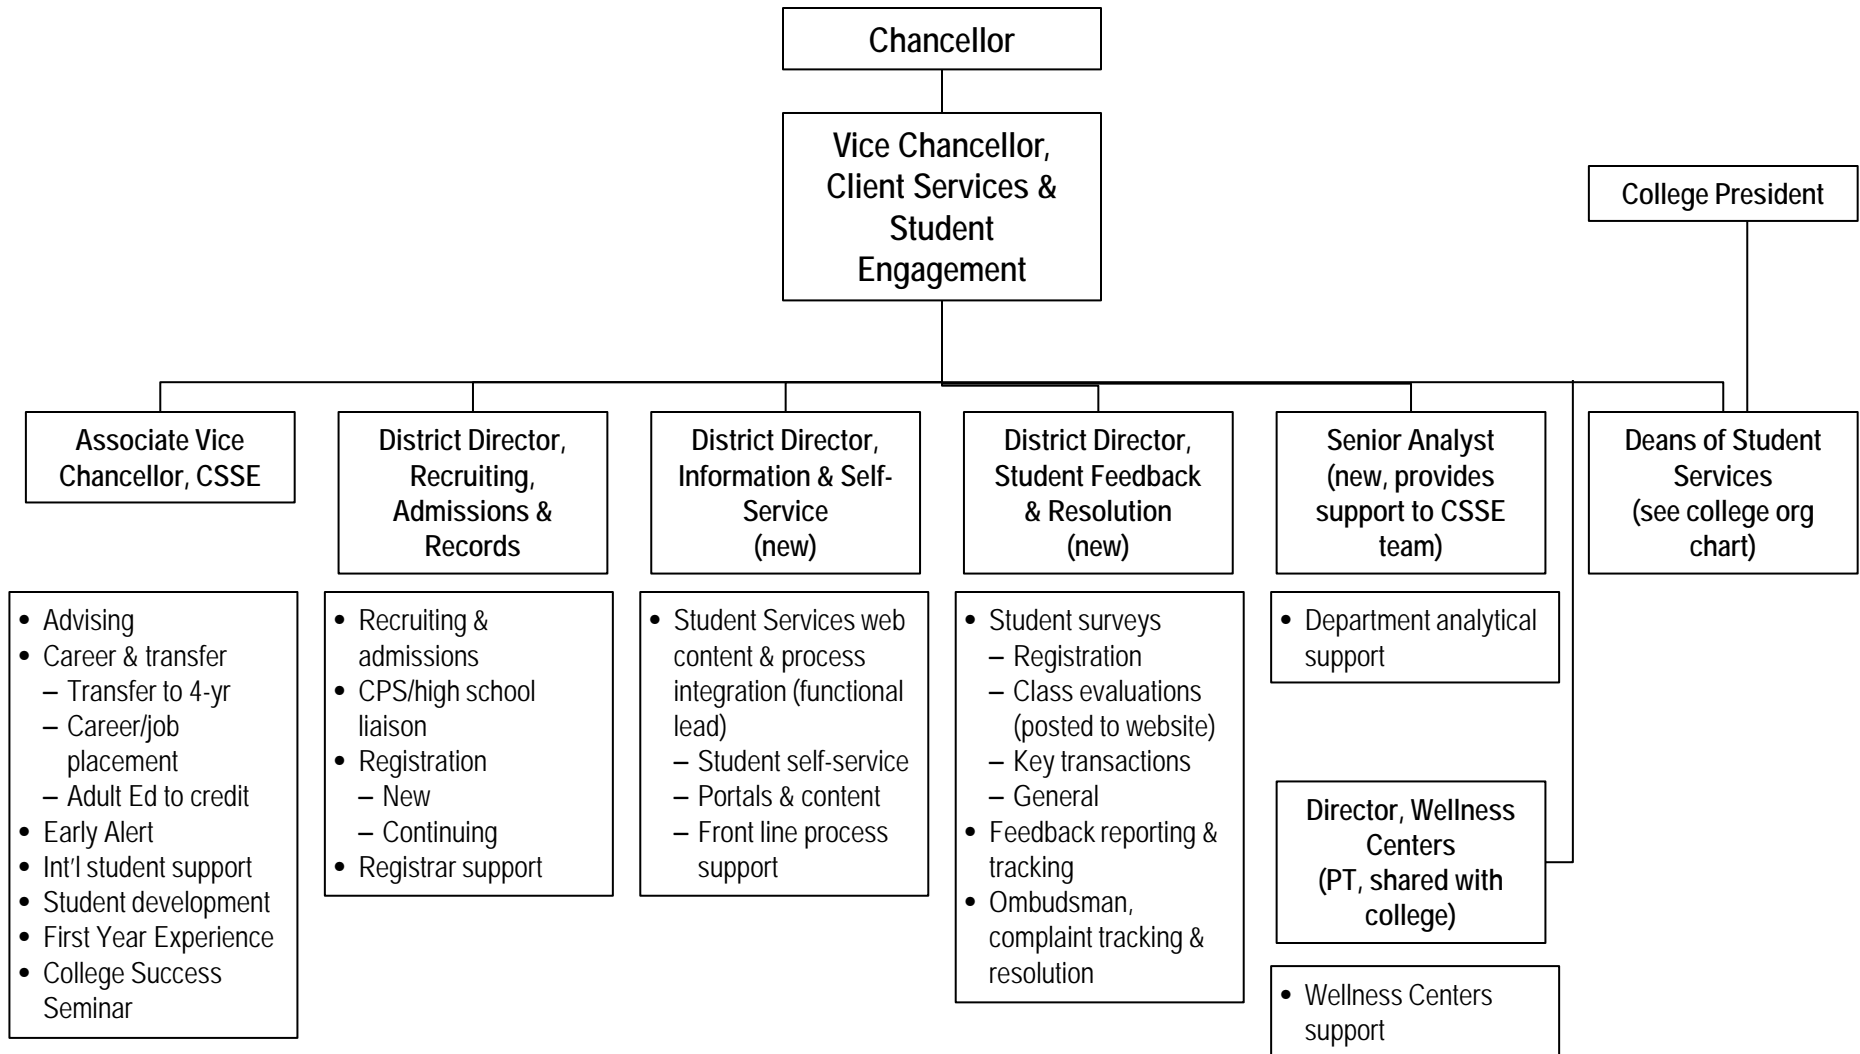 Chancellor
Vice Chancellor,
Client Services &
Student
Engagement
College President
Associate Vice
Chancellor, CSSE
District Director,
Recruiting,
Admissions &
Records
District Director,
Information & Self-
Service
(new)
District Director,
Student Feedback
& Resolution
(new)
Senior Analyst
(new, provides
support to CSSE
team)
Deans of Student
Services
(see college org
chart)
• Advising
• Career & transfer
– Transfer to 4-yr
– Career/job
placement
– Adult Ed to credit
• Early Alert
• Int'l student support
• Student development
• First Year Experience
• College Success
Seminar
• Recruiting &
admissions
• CPS/high school
liaison
• Registration
– New
– Continuing
• Registrar support
• Student Services web
content & process
integration (functional
lead)
– Student self-service
– Portals & content
– Front line process
support
• Student surveys
– Registration
– Class evaluations
(posted to website)
– Key transactions
– General
• Feedback reporting &
tracking
• Ombudsman,
complaint tracking &
resolution
• Department analytical
support
Director, Wellness
Centers
(PT, shared with
college)
• Wellness Centers
support